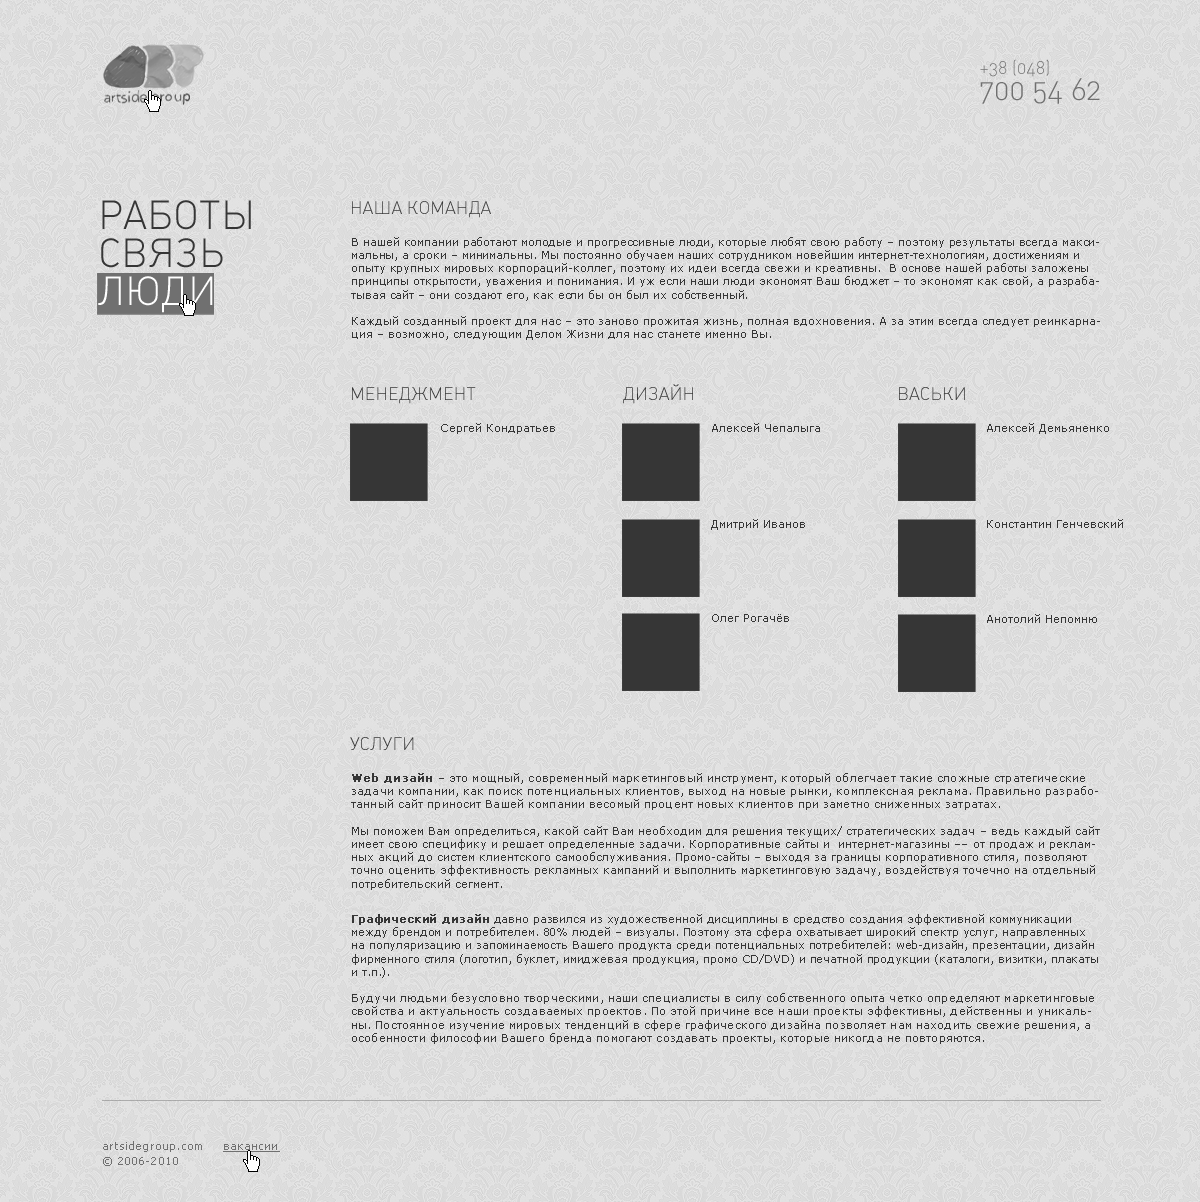 ART
artsidegroup
+38 (048)
700 54 62
РАБОТЫ
СВЯЗЬ
ЛЮДИ
НАША КОМАНДА
В нашей компании работают молодые и прогрессивные люди, которые любят свою работу – поэтому результаты всегда макси-
мальны, а сроки – минимальны. Мы постоянно обучаем наших сотрудником новейшим интернет-технологиям, достижениям и
опыту крупных мировых корпораций-коллег, поэтому их идеи всегда свежи и креативны.  В основе нашей работы заложены
принципы открытости, уважения и понимания. И уж если наши люди экономят Ваш бюджет – то экономят как свой, а разраба-
тывая сайт – они создают его, как если бы он был их собственный.
Каждый созданный проект для нас – это заново прожитая жизнь, полная вдохновения. А за этим всегда следует реинкарна-
ция – возможно, следующим Делом Жизни для нас станете именно Вы.
МЕНЕДЖМЕНТ
Сергей Кондратьев
ДИЗАЙН
Алексей Чепалыга
Дмитрий Иванов
Олег Рогачёв
ВАСЬКИ
Алексей Демьяненко
Константин Генчевский
Анотолий Непомню
УСЛУГИ
Web дизайн – это мощный, современный маркетинговый инструмент, который облегчает такие сложные стратегические
задачи компании, как поиск потенциальных клиентов, выход на новые рынки, комплексная реклама. Правильно разрабо-
танный сайт приносит Вашей компании весомый процент новых клиентов при заметно сниженных затратах.
Мы поможем Вам определиться, какой сайт Вам необходим для решения текущих/ стратегических задач – ведь каждый сайт
имеет свою специфику и решает определенные задачи. Корпоративные сайты и  интернет-магазины –– от продаж и реклам-
ных акций до систем клиентского самообслуживания. Промо-сайты – выходя за границы корпоративного стиля, позволяют
точно оценить эффективность рекламных кампаний и выполнить маркетинговую задачу, воздействуя точечно на отдельный
потребительский сегмент.
Графический дизайн давно развился из художественной дисциплины в средство создания эффективной коммуникации
между брендом и потребителем. 80% людей – визуалы. Поэтому эта сфера охватывает широкий спектр услуг, направленных
на популяризацию и запоминаемость Вашего продукта среди потенциальных потребителей: web-дизайн, презентации, дизайн
фирменного стиля (логотип, буклет, имиджевая продукция, промо CD/DVD) и печатной продукции (каталоги, визитки, плакаты
и т.п.).
Будучи людьми безусловно творческими, наши специалисты в силу собственного опыта четко определяют маркетинговые
свойства и актуальность создаваемых проектов. По этой причине все наши проекты эффективны, действенны и уникаль-
ны. Постоянное изучение мировых тенденций в сфере графического дизайна позволяет нам находить свежие решения, а
особенности философии Вашего бренда помогают создавать проекты, которые никогда не повторяются.
artsidegroup.com
вакансии
© 2006-2010